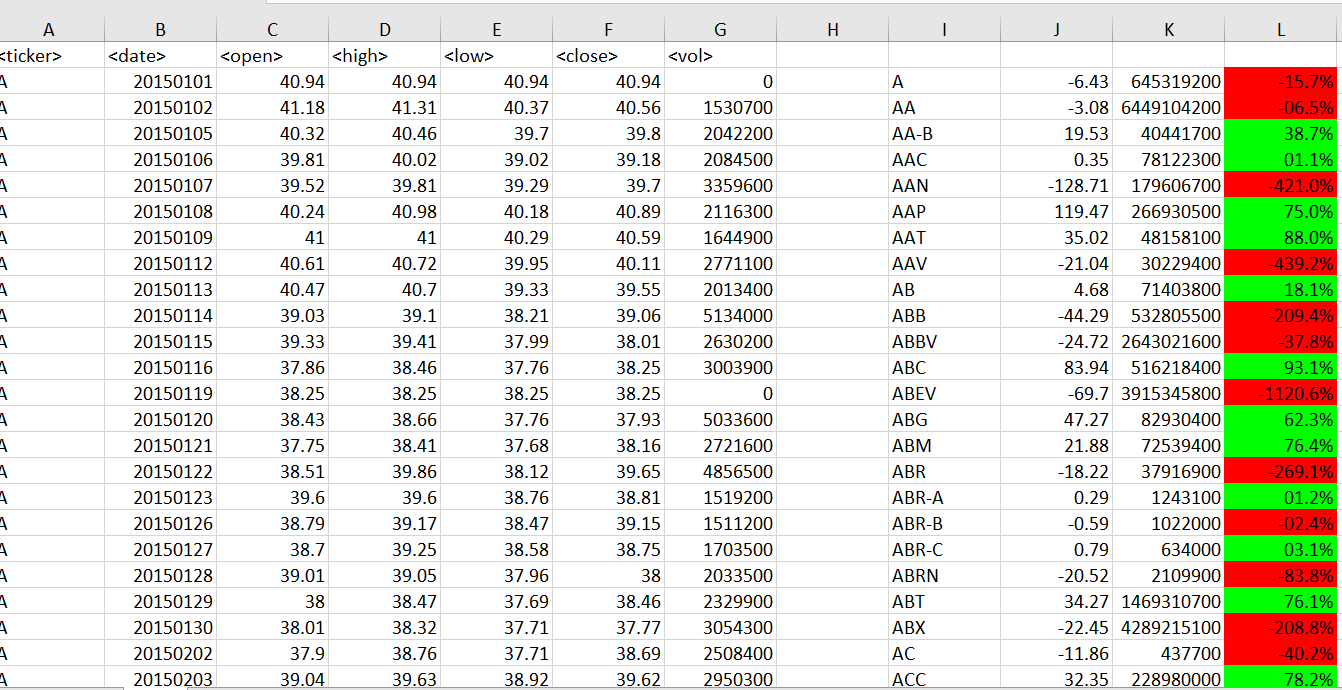 A B C D E F G H I J K L
<ticker> <date> <open> <high> <low> <close> <vol>
A 20150101 40.94 40.94 40.94 40.94 0 A -6.43 645319200 -15.7%
A 20150102 41.18 41.31 40.37 40.56 1530700 AA -3.08 6449104200 -06.5%
A 20150105 40.32 40.46 39.7 39.8 2042200 AA-B 19.53 40441700 38.7%
A 20150106 39.81 40.02 39.02 39.18 2084500 AAC 0.35 78122300 01.1%
A 20150107 39.52 39.81 39.29 39.7 3359600 AAN -128.71 179606700 -421.0%
A 20150108 40.24 40.98 40.18 40.89 2116300 AAP 119.47 266930500 75.0%
A 20150109 41 41 40.29 40.59 1644900 AAT 35.02 48158100 88.0%
A 20150112 40.61 40.72 39.95 40.11 2771100 AAV -21.04 30229400 -439.2%
A 20150113 40.47 40.7 39.33 39.55 2013400 AB 4.68 71403800 18.1%
A 20150114 39.03 39.1 38.21 39.06 5134000 ABB -44.29 532805500 -209.4%
A 20150115 39.33 39.41 37.99 38.01 2630200 ABBV -24.72 2643021600 -37.8%
A 20150116 37.86 38.46 37.76 38.25 3003900 ABC 83.94 516218400 93.1%
A 20150119 38.25 38.25 38.25 38.25 0 ABEV -69.7 3915345800 -1120.6%
A 20150120 38.43 38.66 37.76 37.93 5033600 ABG 47.27 82930400 62.3%
A 20150121 37.75 38.41 37.68 38.16 2721600 ABM 21.88 72539400 76.4%
A 20150122 38.51 39.86 38.12 39.65 4856500 ABR -18.22 37916900 -269.1%
A 20150123 39.6 39.6 38.76 38.81 1519200 ABR-A 0.29 1243100 01.2%
A 20150126 38.79 39.17 38.47 39.15 1511200 ABR-B -0.59 1022000 -02.4%
A 20150127 38.7 39.25 38.58 38.75 1703500 ABR-C 0.79 634000 03.1%
A 20150128 39.01 39.05 37.96 38 2033500 ABRN -20.52 2109900 -83.8%
A 20150129 38 38.47 37.69 38.46 2329900 ABT 34.27 1469310700 76.1%
A 20150130 38.01 38.32 37.71 37.77 3054300 ABX -22.45 4289215100 -208.8%
A 20150202 37.9 38.76 37.71 38.69 2508400 AC -11.86 437700 -40.2%
A 20150203 39.04 39.63 38.92 39.62 2950300 ACC 32.35 228980000 78.2%